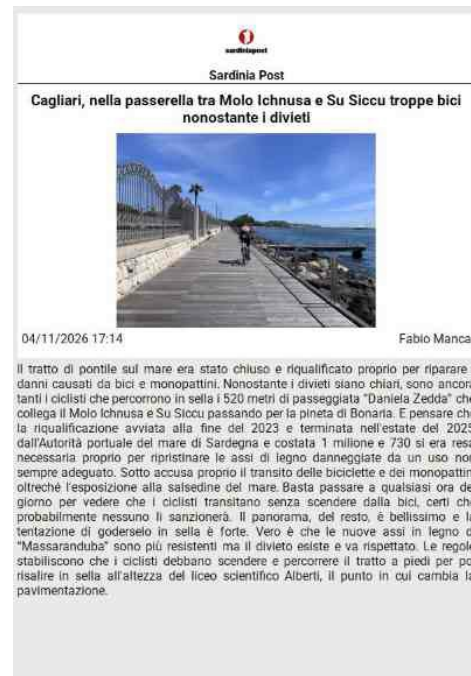 sardiniapost
Sardinia Post
Cagliari, nella passerella tra Molo Ichnusa e Su Siccu troppe bici
nonostante i divieti
04/11/2026 17:14
Fabio Manca
Il tratto di pontile sul mare era stato chiuso e riqualificato proprio per riparare
danni causati da bici e monopattini. Nonostante i divieti siano chiari, sono ancora
tanti i ciclisti che percorrono in sella i 520 metri di passeggiata "Daniela Zedda" che
collega il Molo Ichnusa e Su Siccu passando per la pineta di Bonaria. E pensare che
la riqualificazione avviata alla fine del 2023 e terminata nell'estate del 2025
dall'Autorità portuale del mare di Sardegna e costata 1 milione e 730 si era resa
necessaria proprio per ripristinare le assi di legno danneggiate da un uso non
sempre adeguato. Sotto accusa proprio il transito delle biciclette e dei monopattin
oltreché l'esposizione alla salsedine del mare. Basta passare a qualsiasi ora de
giorno per vedere che i ciclisti transitano senza scendere dalla bici, certi che
probabilmente nessuno li sanzionerà. Il panorama, del resto, è bellissimo e la
tentazione di goderselo in sella è forte. Vero è che le nuove assi in legno d
"Massaranduba" sono più resistenti ma il divieto esiste e va rispettato. Le regole
stabiliscono che i ciclisti debbano scendere e percorrere il tratto a piedi per po
risalire in sella all'altezza del liceo scientifico Alberti, il punto in cui cambia la
pavimentazione.